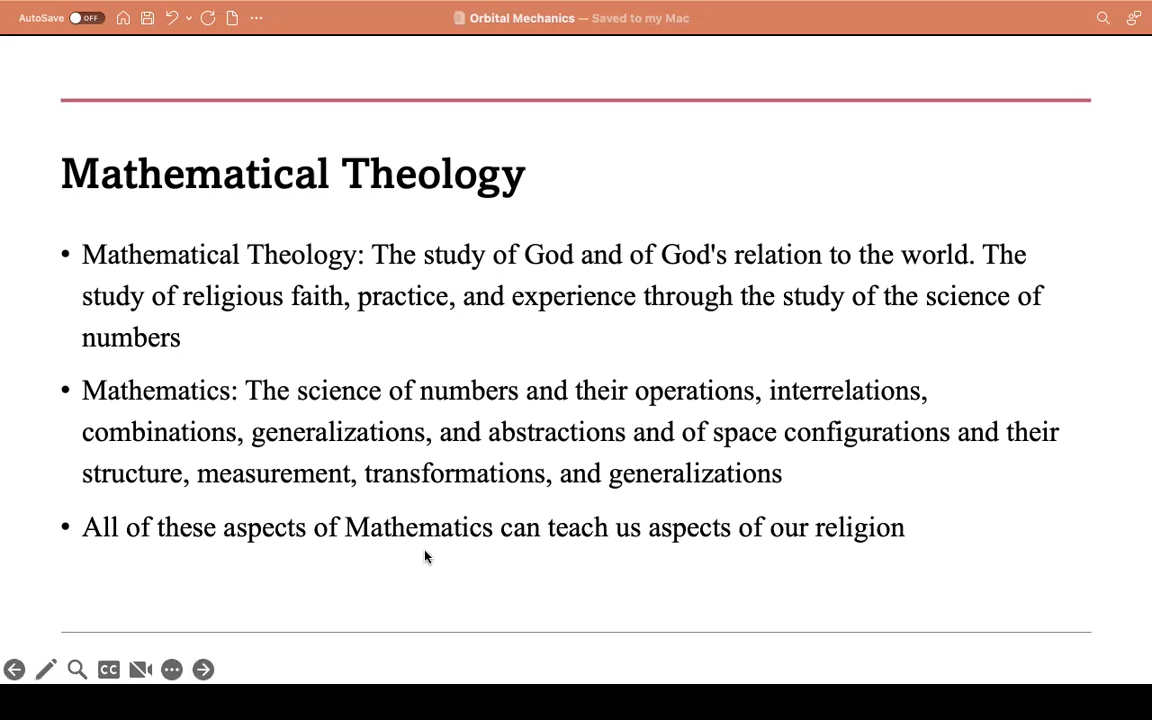 AutoSave OFF
Orbital Mechanics — Saved to my Mac
Mathematical Theology
• Mathematical Theology: The study of God and of God's relation to the world. The
study of religious faith, practice, and experience through the study of the science of
numbers
• Mathematics: The science of numbers and their operations, interrelations,
combinations, generalizations, and abstractions and of space configurations and their
structure, measurement, transformations, and generalizations
• All of these aspects of Mathematics can teach us aspects of our religion
CC